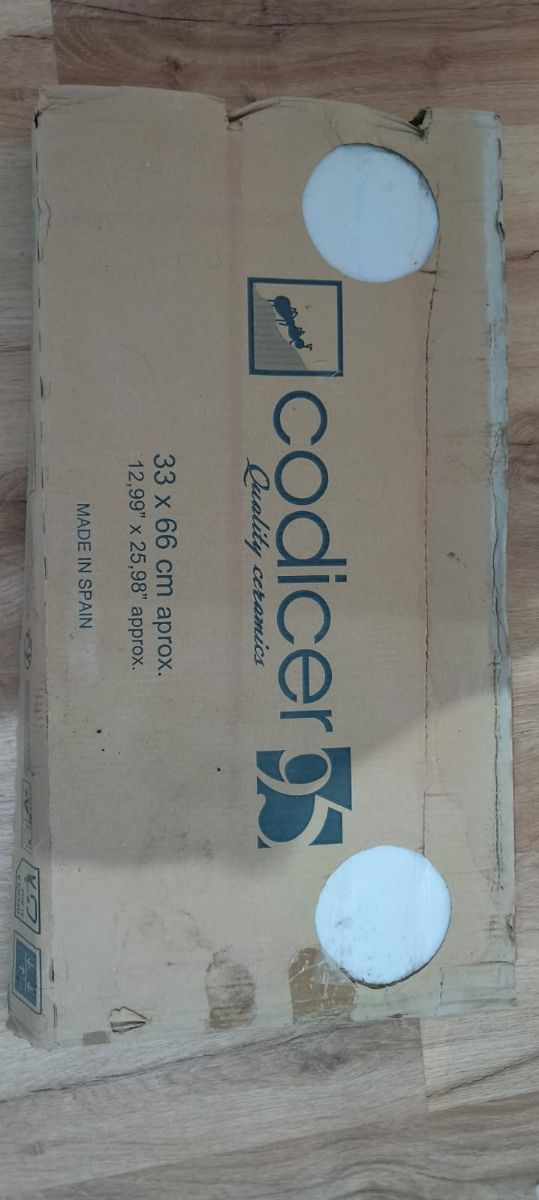 codicer 95
Quality ceramics
33 x 66 cm aprox.
12,99" x 25,98" approx.
MADE IN SPAIN